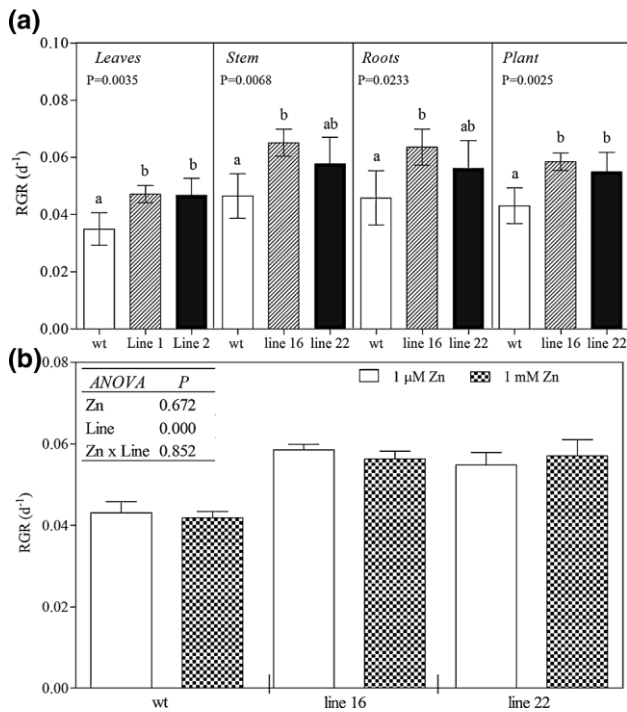 (a)
0.10
Leaves Stem Roots Plant
P=0.0035 P=0.0068 P=0.0233 P=0.0025
0.08
b ab b ab b b
0.06
b b a a a
a
0.04
0.02
0.00
RGR (d⁻¹)
wt Line 1 Line 2 wt line 16 line 22 wt line 16 line 22 wt line 16 line 22
(b)
0.08
ANOVA P
Zn 0.672
Line 0.000
Zn x Line 0.852
1 µM Zn 1 mM Zn
0.06
0.04
0.02
0.00
RGR (d⁻¹)
wt line 16 line 22